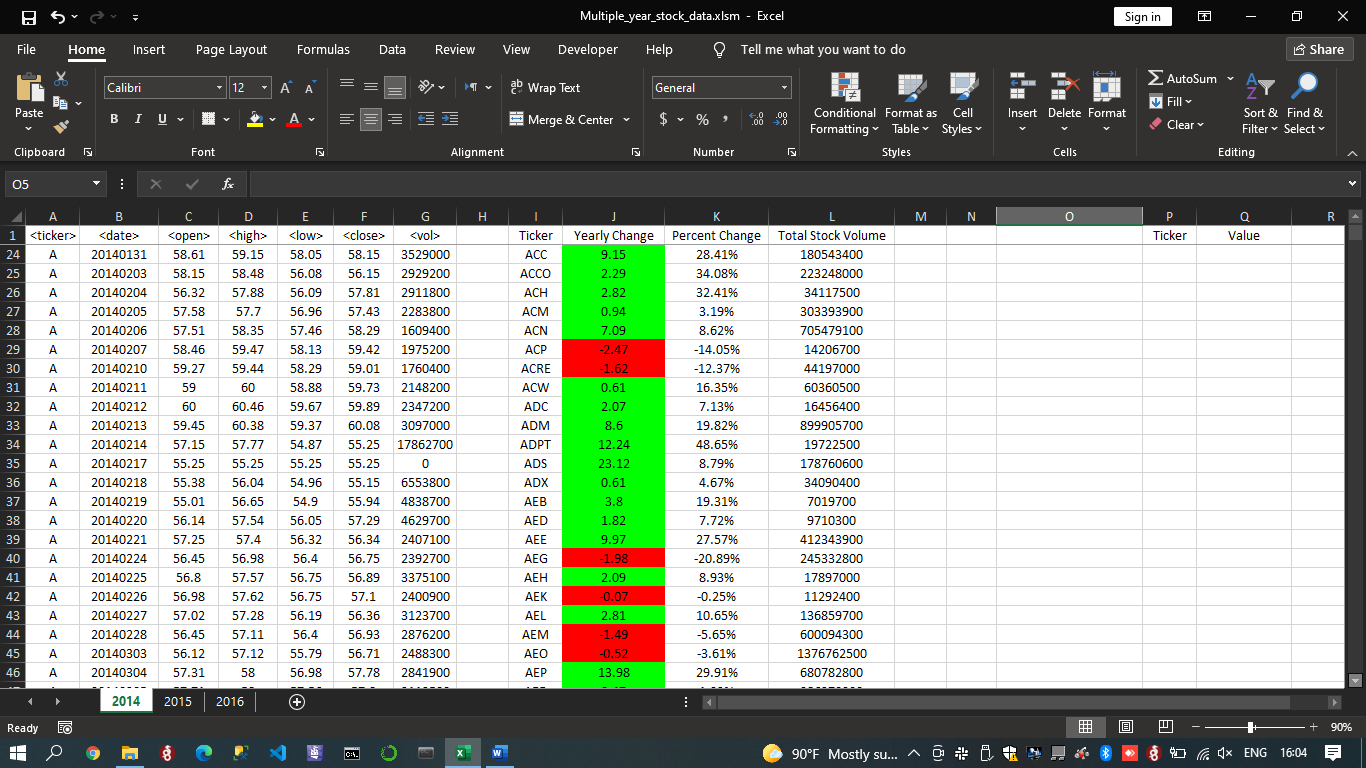 Multiple_year_stock_data.xlsm - Excel
Sign in
File Home Insert Page Layout Formulas Data Review View Developer Help Tell me what you want to do Share
Paste
Clipboard
Calibri 12
B I U A
Font
ab Wrap Text
Merge & Center
Alignment
General
$ % ,
Number
Conditional Formatting
Format as Table
Cell Styles
Styles
Insert Delete Format
Cells
AutoSum
Fill
Clear
Sort & Filter
Find & Select
Editing
O5 fx
A B C D E F G H I J K L M N O P Q R
1 <ticker> <date> <open> <high> <low> <close> <vol> Ticker Yearly Change Percent Change Total Stock Volume Ticker Value
24 A 20140131 58.61 59.15 58.05 58.15 3529000 ACC 9.15 28.41% 180543400
25 A 20140203 58.15 58.48 56.08 56.15 2929200 ACCO 2.29 34.08% 223248000
26 A 20140204 56.32 57.88 56.09 57.81 2911800 ACH 2.82 32.41% 34117500
27 A 20140205 57.58 57.7 56.96 57.43 2283800 ACM 0.94 3.19% 303393900
28 A 20140206 57.51 58.35 57.46 58.29 1609400 ACN 7.09 8.62% 705479100
29 A 20140207 58.46 59.47 58.13 59.42 1975200 ACP -2.47 -14.05% 14206700
30 A 20140210 59.27 59.44 58.29 59.01 1760400 ACRE -1.62 -12.37% 44197000
31 A 20140211 59 60 58.88 59.73 2148200 ACW 0.61 16.35% 60360500
32 A 20140212 60 60.46 59.67 59.89 2347200 ADC 2.07 7.13% 16456400
33 A 20140213 59.45 60.38 59.37 60.08 3097000 ADM 8.6 19.82% 899905700
34 A 20140214 57.15 57.77 54.87 55.25 17862700 ADPT 12.24 48.65% 19722500
35 A 20140217 55.25 55.25 55.25 55.25 0 ADS 23.12 8.79% 178760600
36 A 20140218 55.38 56.04 54.96 55.15 6553800 ADX 0.61 4.67% 34090400
37 A 20140219 55.01 56.65 54.9 55.94 4838700 AEB 3.8 19.31% 7019700
38 A 20140220 56.14 57.54 56.05 57.29 4629700 AED 1.82 7.72% 9710300
39 A 20140221 57.25 57.4 56.32 56.34 2407100 AEE 9.97 27.57% 412343900
40 A 20140224 56.45 56.98 56.4 56.75 2392700 AEG -1.98 -20.89% 245332800
41 A 20140225 56.8 57.57 56.75 56.89 3375100 AEH 2.09 8.93% 17897000
42 A 20140226 56.98 57.62 56.75 57.1 2400900 AEK -0.07 -0.25% 11292400
43 A 20140227 57.02 57.28 56.19 56.36 3123700 AEL 2.81 10.65% 136859700
44 A 20140228 56.45 57.11 56.4 56.93 2876200 AEM -1.49 -5.65% 600094300
45 A 20140303 56.12 57.12 55.79 56.71 2488300 AEO -0.52 -3.61% 1376762500
46 A 20140304 57.31 58 56.98 57.78 2841900 AEP 13.98 29.91% 680782800
2014 2015 2016
Ready 90%
90°F Mostly su... ENG 16:04